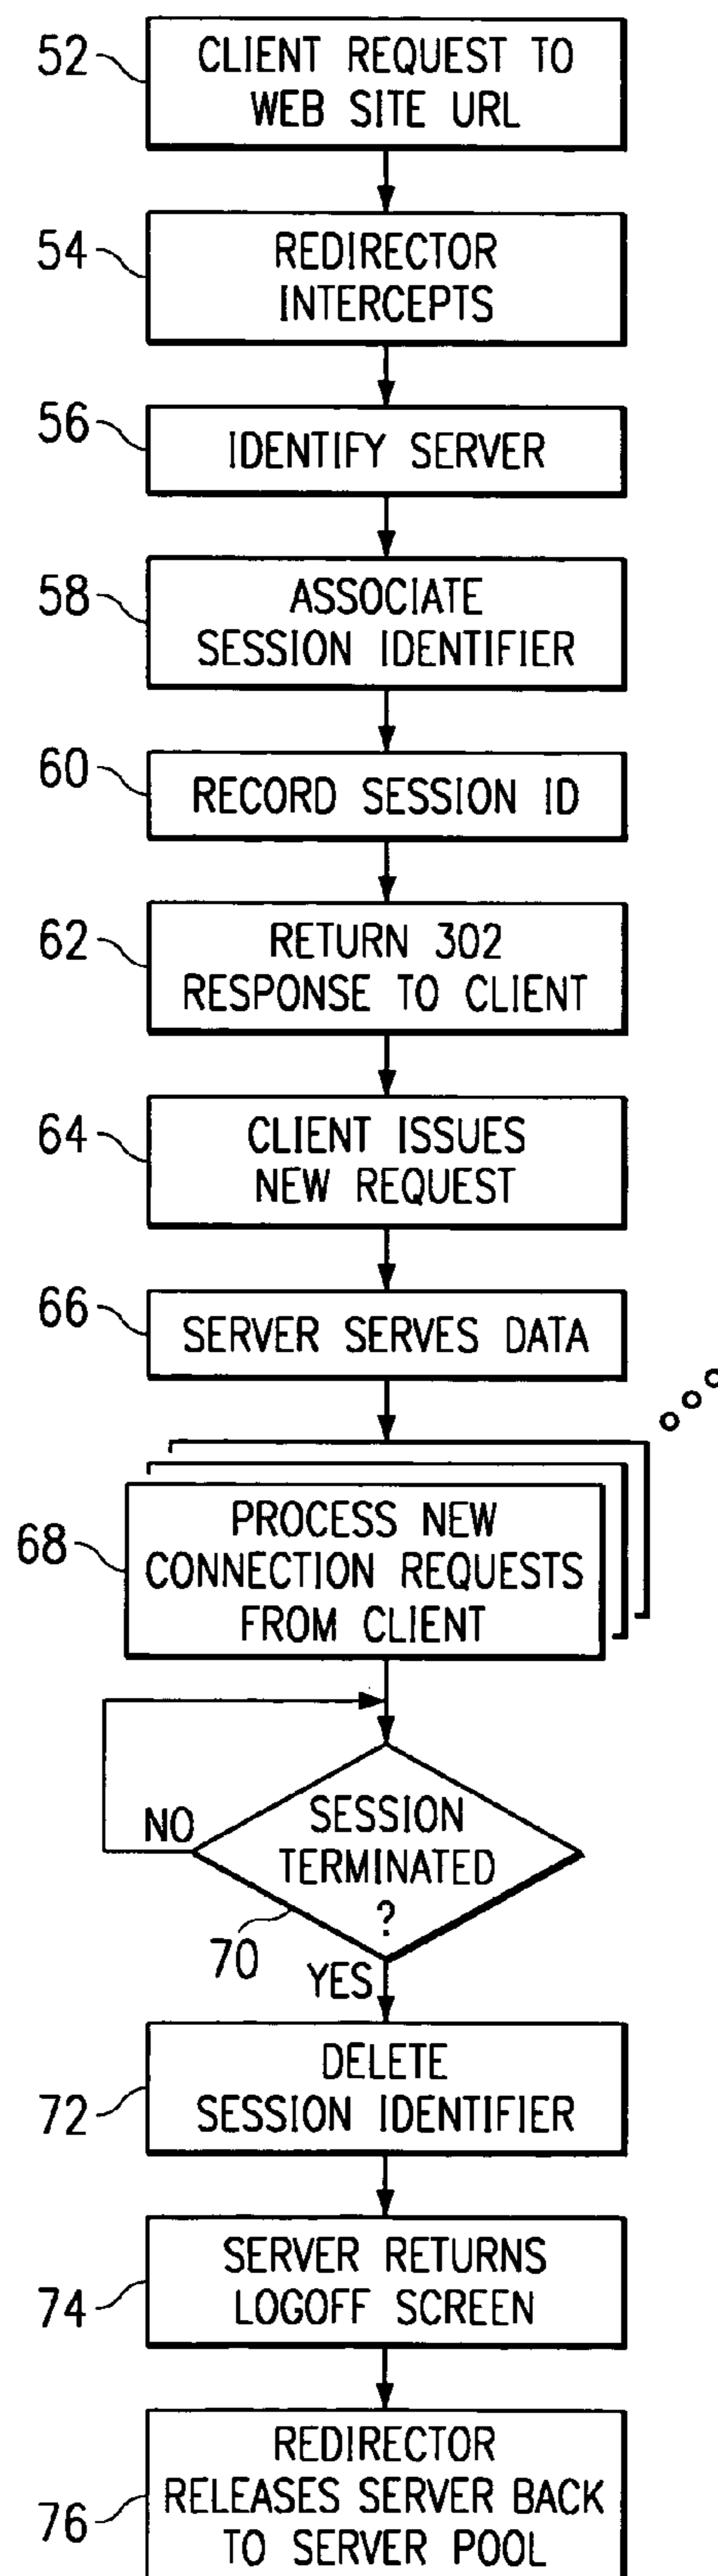 52
CLIENT REQUEST TO
WEB SITE URL
54
REDIRECTOR
INTERCEPTS
56
IDENTIFY SERVER
58
ASSOCIATE
SESSION IDENTIFIER
60
RECORD SESSION ID
62
RETURN 302
RESPONSE TO CLIENT
64
CLIENT ISSUES
NEW REQUEST
66
SERVER SERVES DATA
68
PROCESS NEW
CONNECTION REQUESTS
FROM CLIENT
NO
SESSION
TERMINATED
?
70
YES
72
DELETE
SESSION IDENTIFIER
74
SERVER RETURNS
LOGOFF SCREEN
76
REDIRECTOR
RELEASES SERVER BACK
TO SERVER POOL